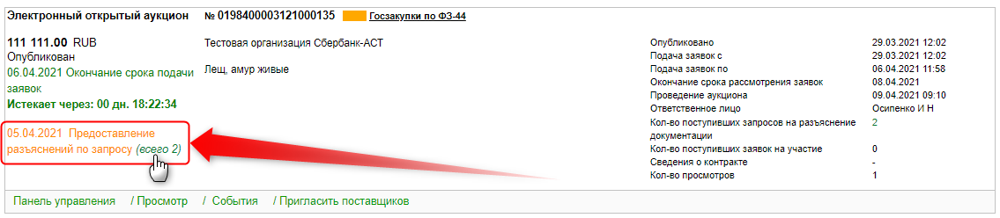 Электронный открытый аукцион
№ 0198400003121000135
Госзакупки по ФЗ-44
111 111.00 RUB
Опубликован
06.04.2021 Окончание срока подачи
заявок
Истекает через: 00 дн. 18:22:34
05.04.2021 Предоставление
разъяснений по запросу (всего 2)
Тестовая организация Сбербанк-АСТ
Лещ, амур живые
Опубликовано 29.03.2021 12:02
Подача заявок с 29.03.2021 12:02
Подача заявок по 06.04.2021 11:58
Окончание срока рассмотрения заявок 08.04.2021
Проведение аукциона 09.04.2021 09:10
Ответственное лицо Осипенко И Н
Кол-во поступивших запросов на разъяснение 2
документации
Кол-во поступивших заявок на участие 0
Сведения о контракте -
Кол-во просмотров 1
Панель управления / Просмотр / События / Пригласить поставщиков